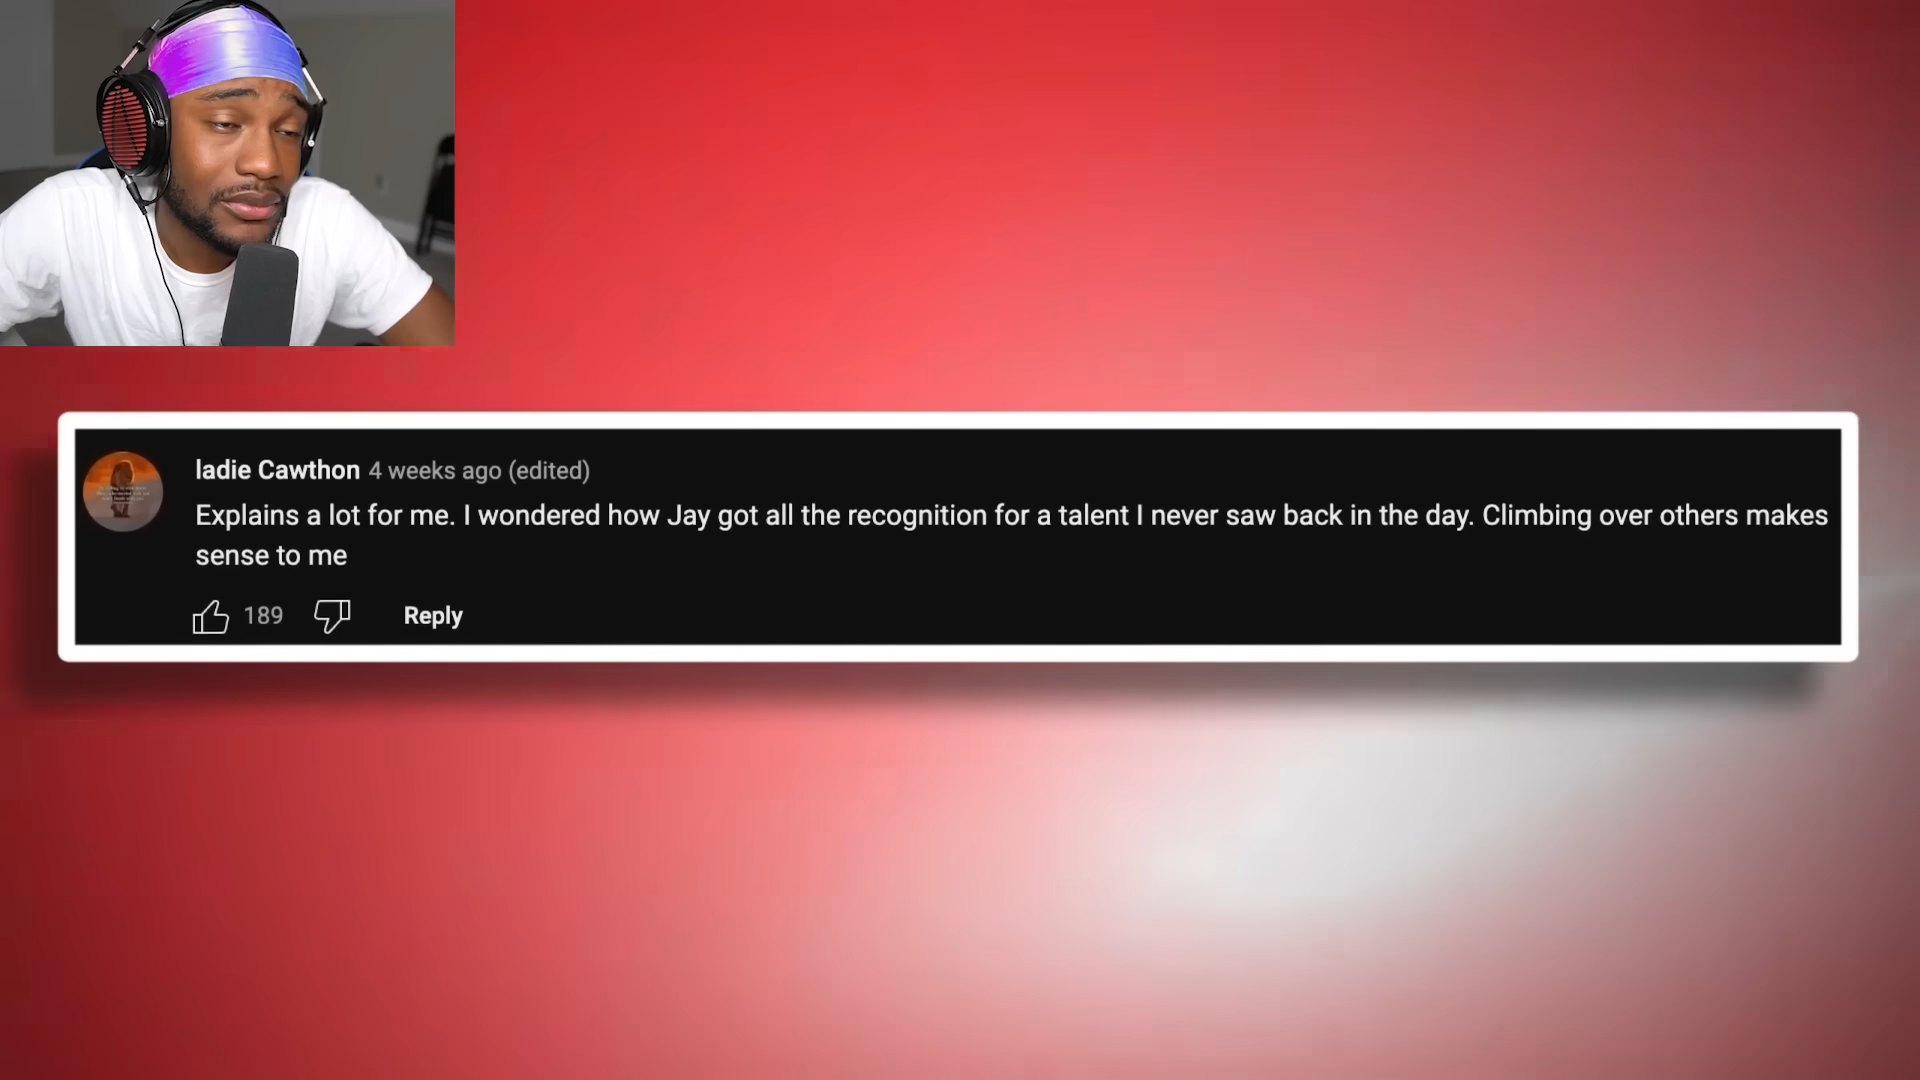 ladie Cawthon 4 weeks ago (edited)
Explains a lot for me. I wondered how Jay got all the recognition for a talent I never saw back in the day. Climbing over others makes
sense to me
189 Reply